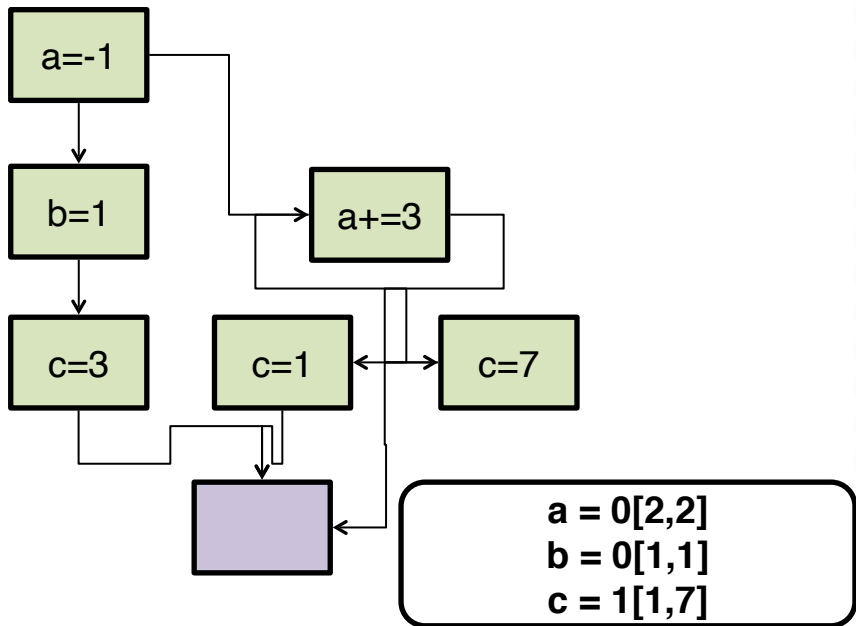 a=-1
b=1
a+=3
c=3
c=1
c=7
a = 0[2,2]
b = 0[1,1]
c = 1[1,7]